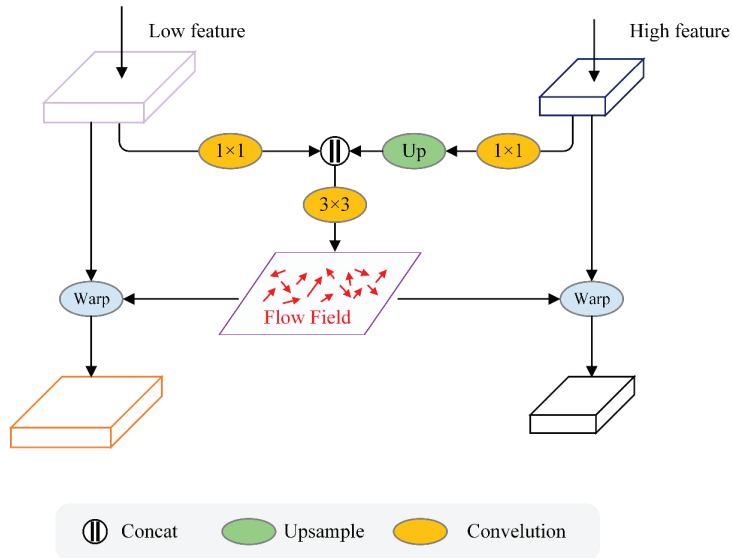 Low feature
High feature
1×1
Up
1×1
3×3
Warp
Flow Field
Warp
Concat
Upsample
Convelution